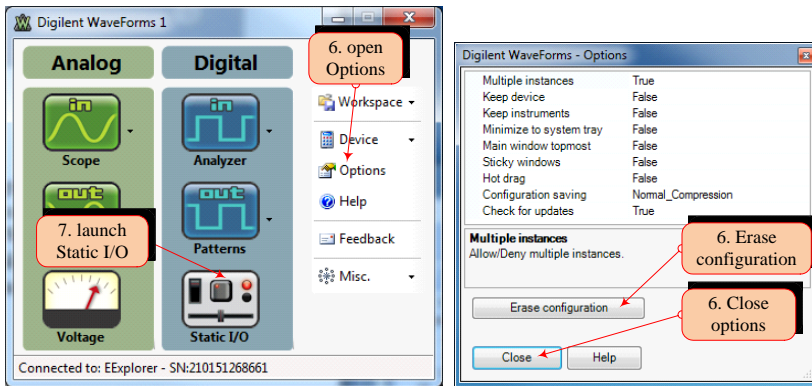 Digilent WaveForms 1
Analog
Digital
6. open
Options
in
in
Workspace
Scope
Analyzer
Device
Options
out
out
Help
7. launch
Static I/O
Patterns
Feedback
Misc.
Voltage
Static I/O
Connected to: EExplorer - SN:210151268661
Digilent WaveForms - Options
Multiple instances True
Keep device False
Keep instruments False
Minimize to system tray False
Main window topmost False
Sticky windows False
Hot drag False
Configuration saving Normal_Compression
Check for updates True
Multiple instances
Allow/Deny multiple instances.
6. Erase
configuration
Erase configuration
6. Close
options
Close
Help